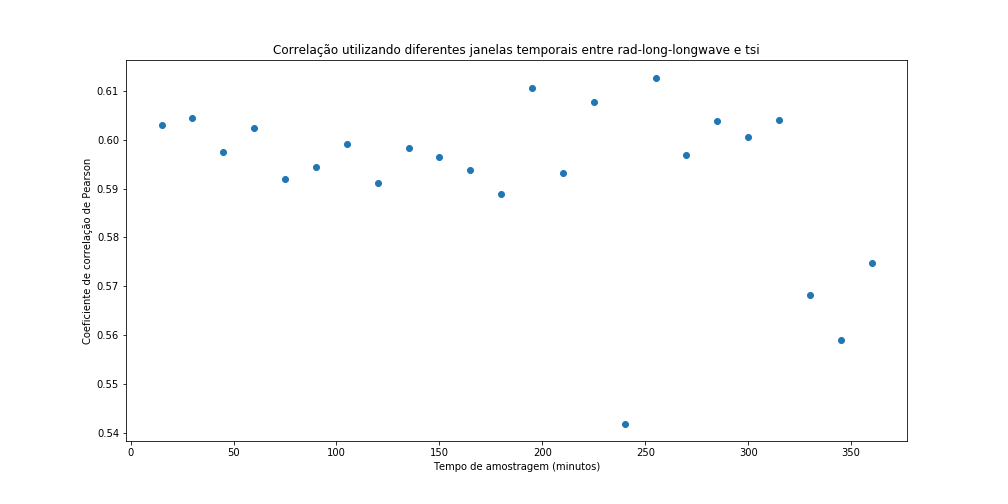 Correlação utilizando diferentes janelas temporais entre rad-long-longwave e tsi
Coeficiente de correlação de Pearson
0.61
0.60
0.59
0.58
0.57
0.56
0.55
0.54
0 50 100 150 200 250 300 350
Tempo de amostragem (minutos)